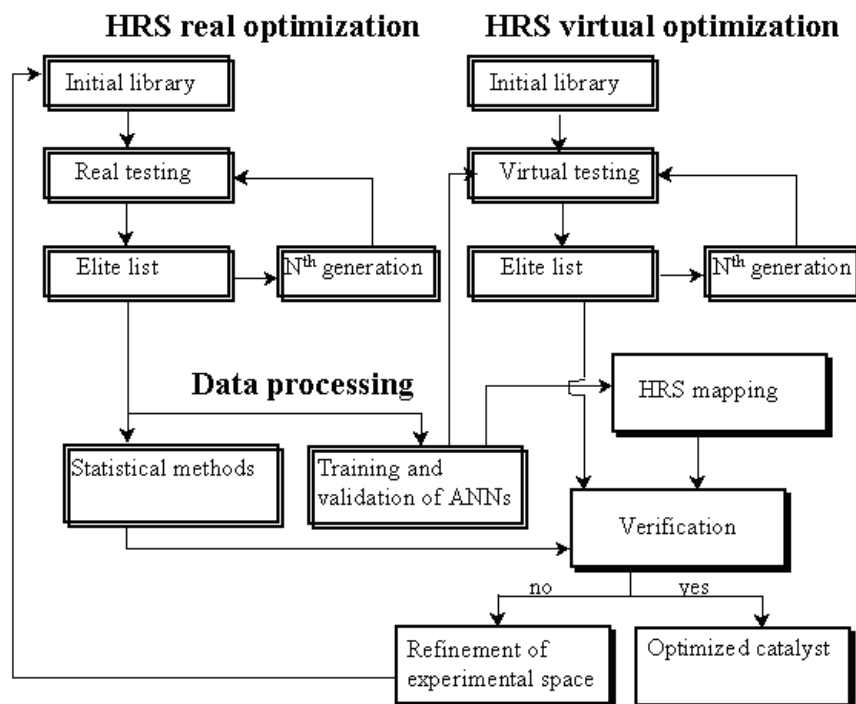 HRS real optimization
HRS virtual optimization
Initial library
Initial library
Real testing
Virtual testing
Elite list
Nth generation
Elite list
Nth generation
Data processing
HRS mapping
Statistical methods
Training and
validation of ANNs
Verification
no
yes
Refinement of
experimental space
Optimized catalyst